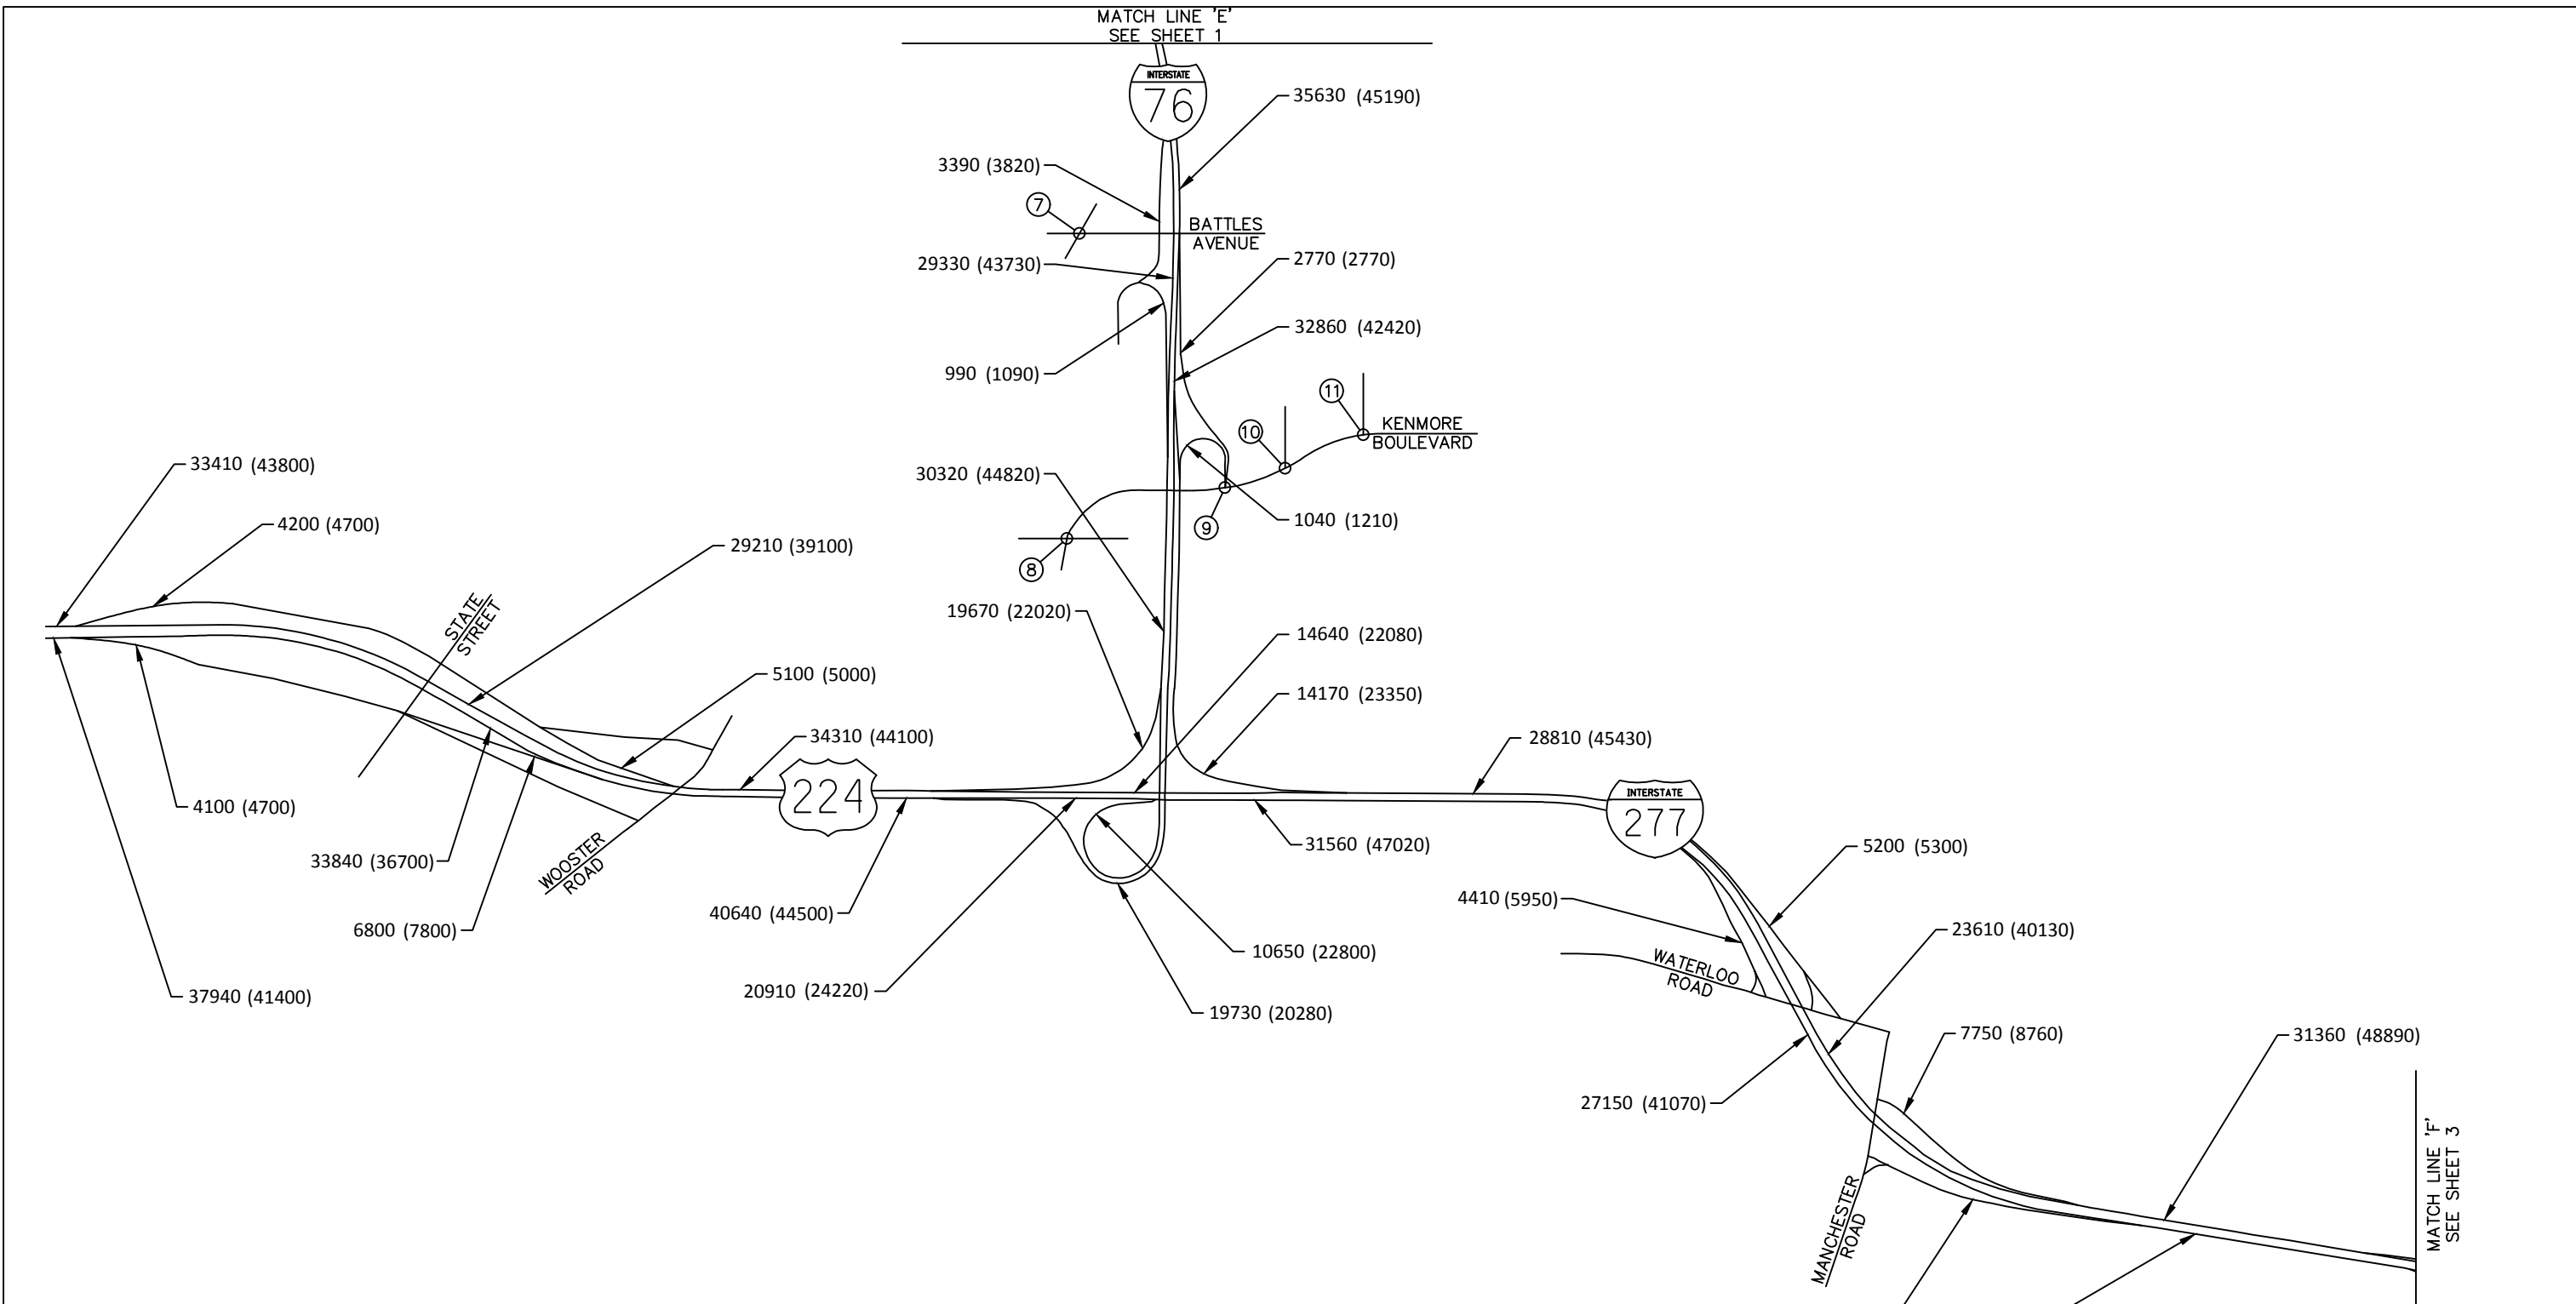 MATCH LINE 'E'
SEE SHEET 1
INTERSTATE
76
35630 (45190)
3390 (3820)
7
BATTLES
AVENUE
29330 (43730)
2770 (2770)
32860 (42420)
990 (1090)
11
10
KENMORE
BOULEVARD
33410 (43800)
30320 (44820)
4200 (4700)
1040 (1210)
9
29210 (39100)
8
STATE
STREET
19670 (22020)
14640 (22080)
5100 (5000)
14170 (23350)
34310 (44100)
28810 (45430)
224
INTERSTATE
277
4100 (4700)
33840 (36700)
WOOSTER
ROAD
31560 (47020)
5200 (5300)
4410 (5950)
40640 (44500)
6800 (7800)
23610 (40130)
10650 (22800)
WATERLOO
ROAD
20910 (24220)
37940 (41400)
19730 (20280)
7750 (8760)
31360 (48890)
27150 (41070)
MANCHESTER
ROAD
MATCH LINE 'F'
SEE SHEET 3